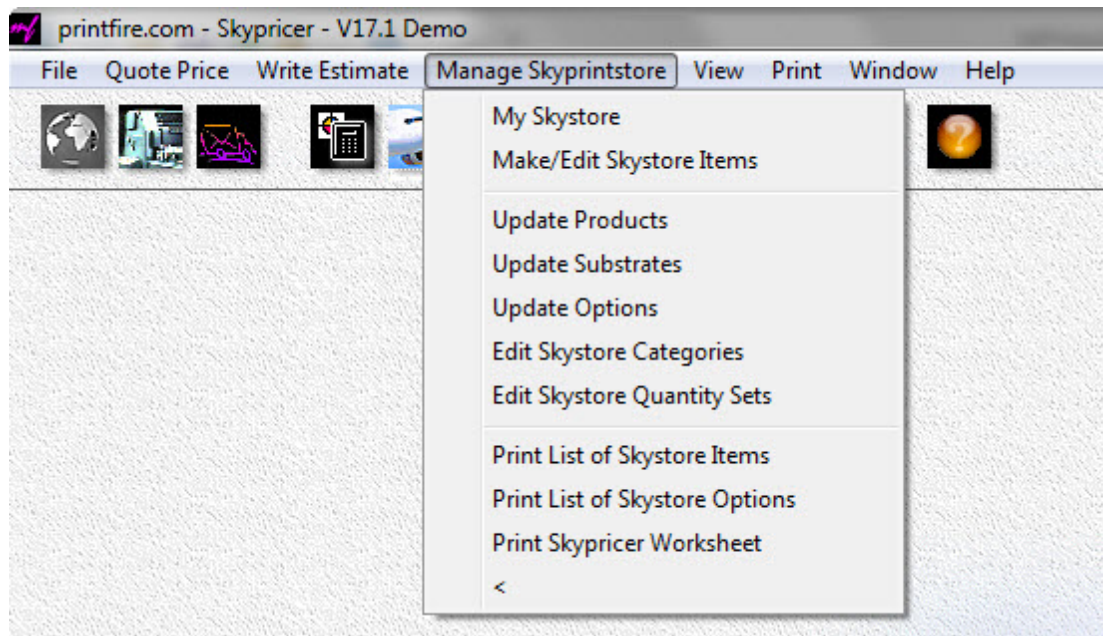 printfire.com - Skypricer - V17.1 Demo
File Quote Price Write Estimate Manage Skyprintstore View Print Window Help
My Skystore
Make/Edit Skystore Items
Update Products
Update Substrates
Update Options
Edit Skystore Categories
Edit Skystore Quantity Sets
Print List of Skystore Items
Print List of Skystore Options
Print Skypricer Worksheet
<